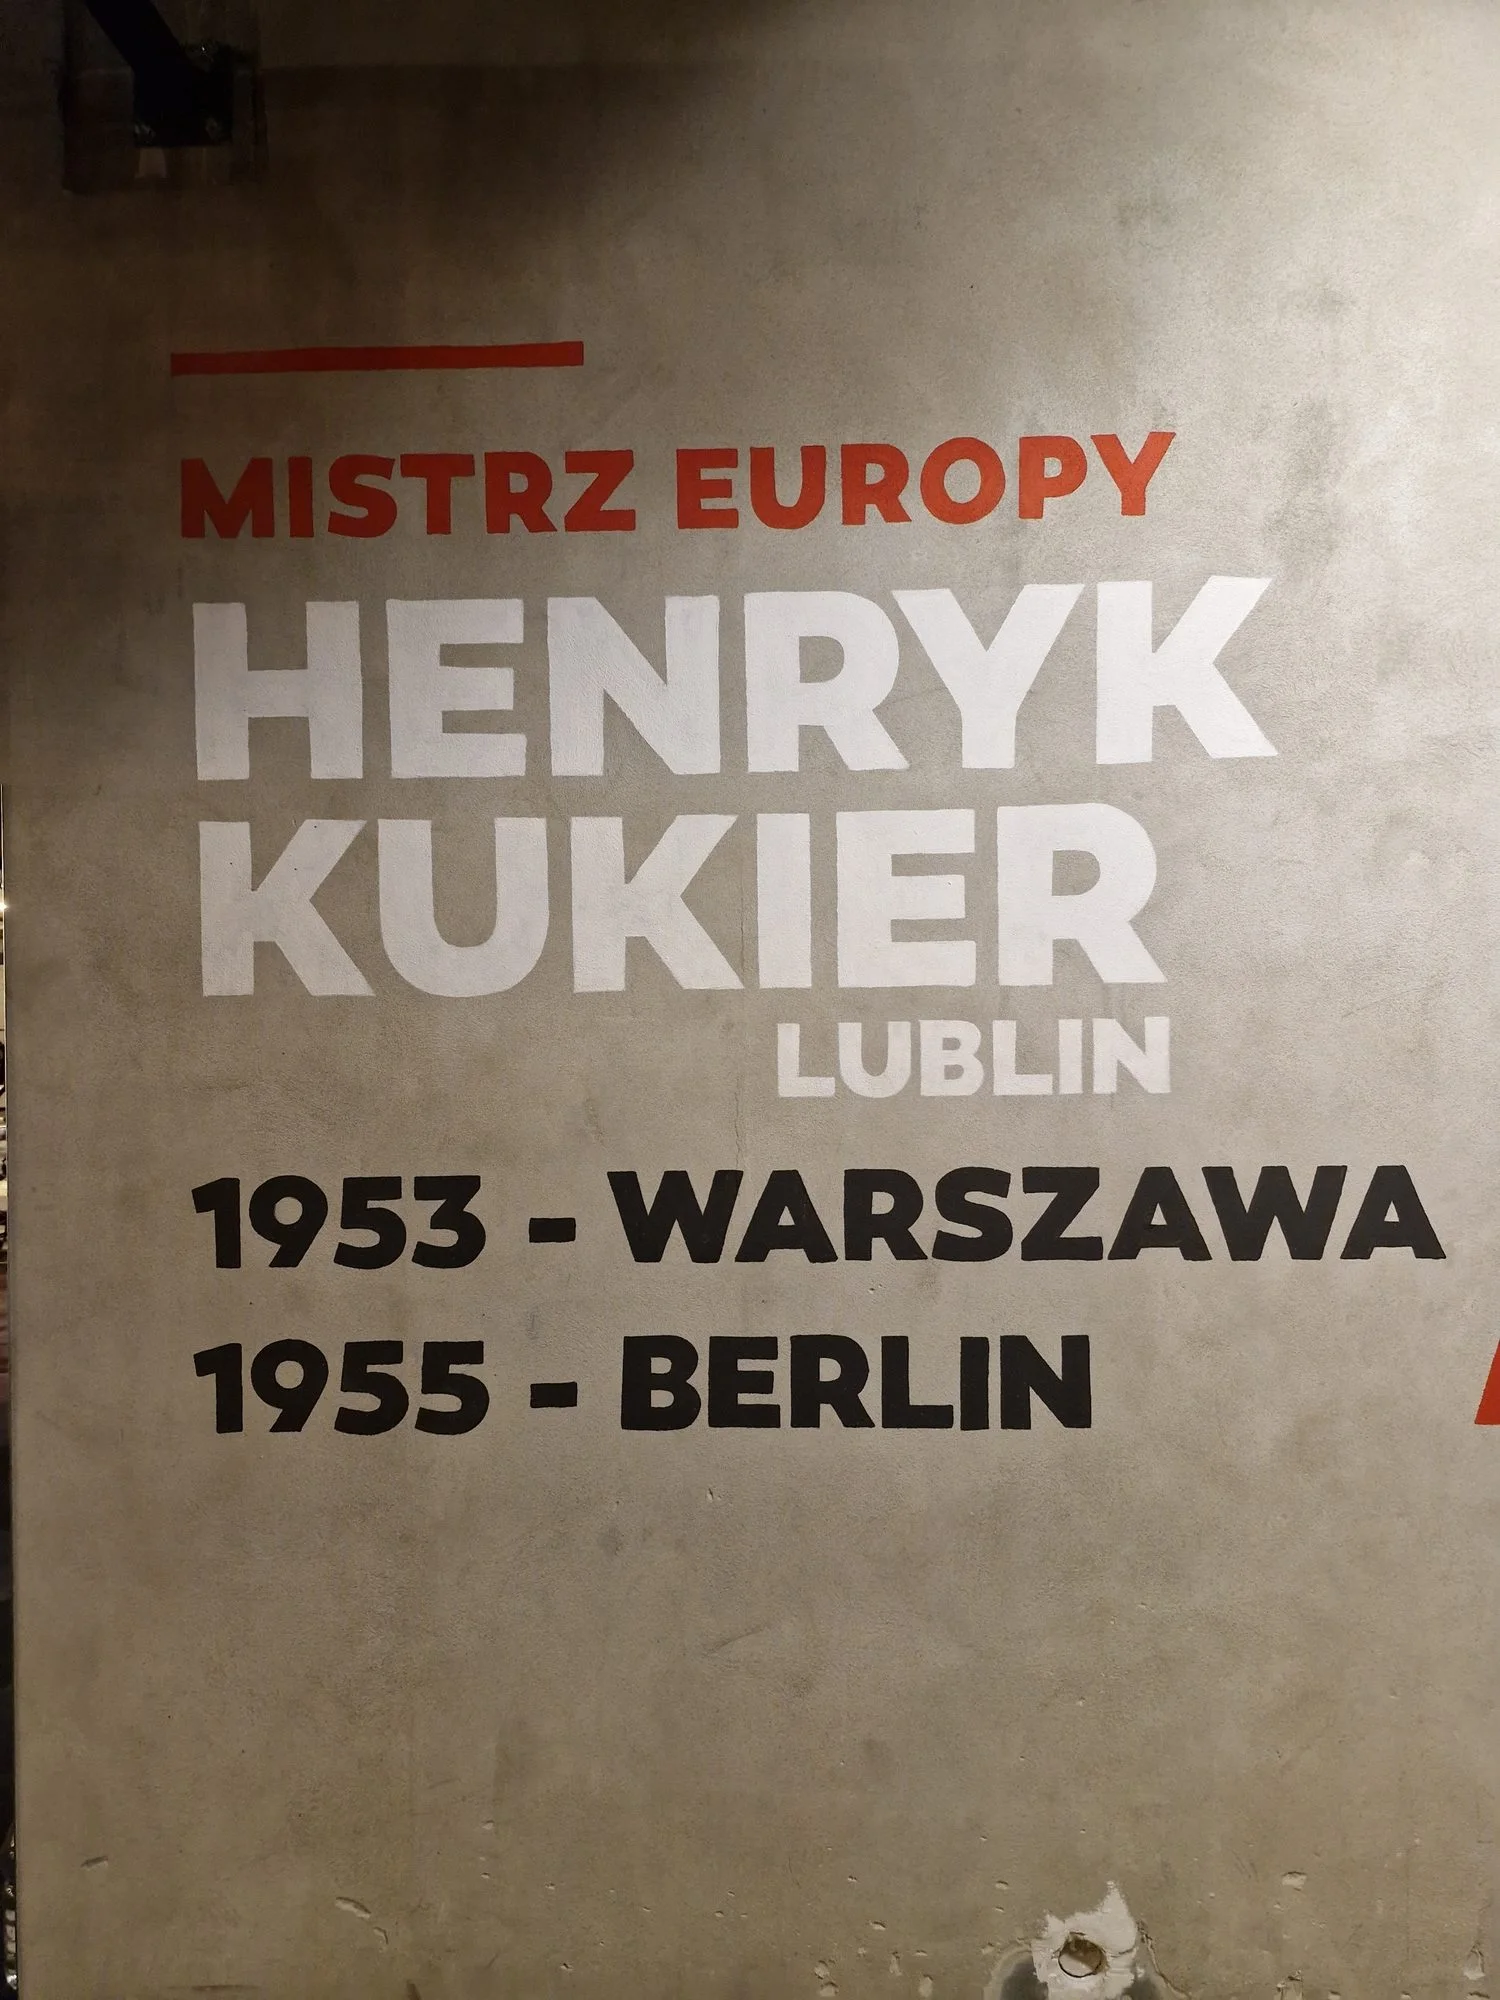 MISTRZ EUROPY
HENRYK
KUKIER
LUBLIN
1953 - WARSZAWA
1955 - BERLIN